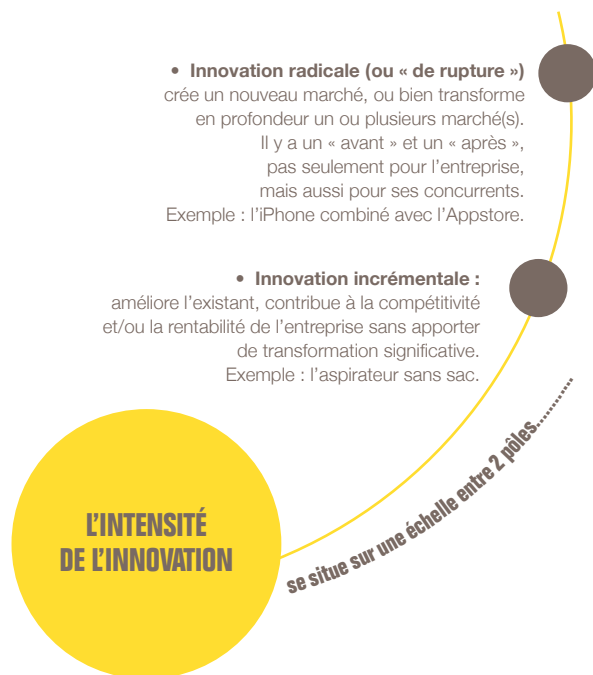 • Innovation radicale (ou « de rupture »)
crée un nouveau marché, ou bien transforme
en profondeur un ou plusieurs marché(s).
Il y a un « avant » et un « après »,
pas seulement pour l’entreprise,
mais aussi pour ses concurrents.
Exemple : l’iPhone combiné avec l’Appstore.
• Innovation incrémentale :
améliore l’existant, contribue à la compétitivité
et/ou la rentabilité de l’entreprise sans apporter
de transformation significative.
Exemple : l’aspirateur sans sac.
L’INTENSITÉ
DE L’INNOVATION
se situe sur une échelle entre 2 pôles.........